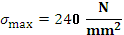 σmax = 240 N/mm²